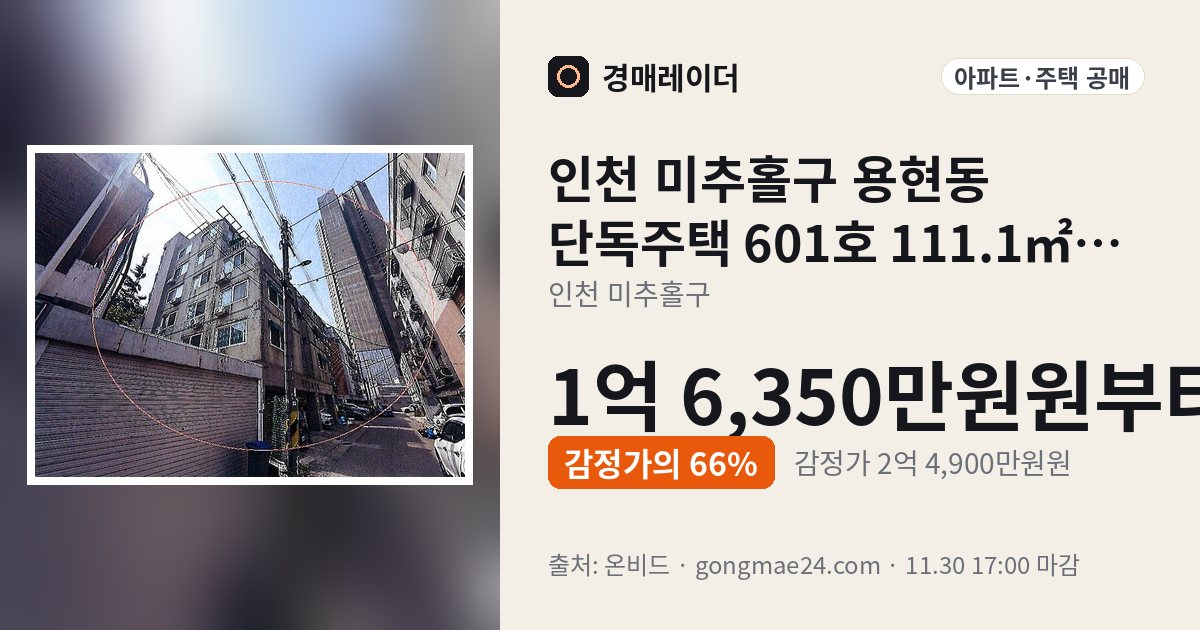 경매레이더
아파트·주택 공매
인천 미추홀구 용현동
단독주택 601호 111.1㎡…
인천 미추홀구
1억 6,350만원원부터
감정가의 66%
감정가 2억 4,900만원원
출처: 온비드 · gongmae24.com · 11.30 17:00 마감